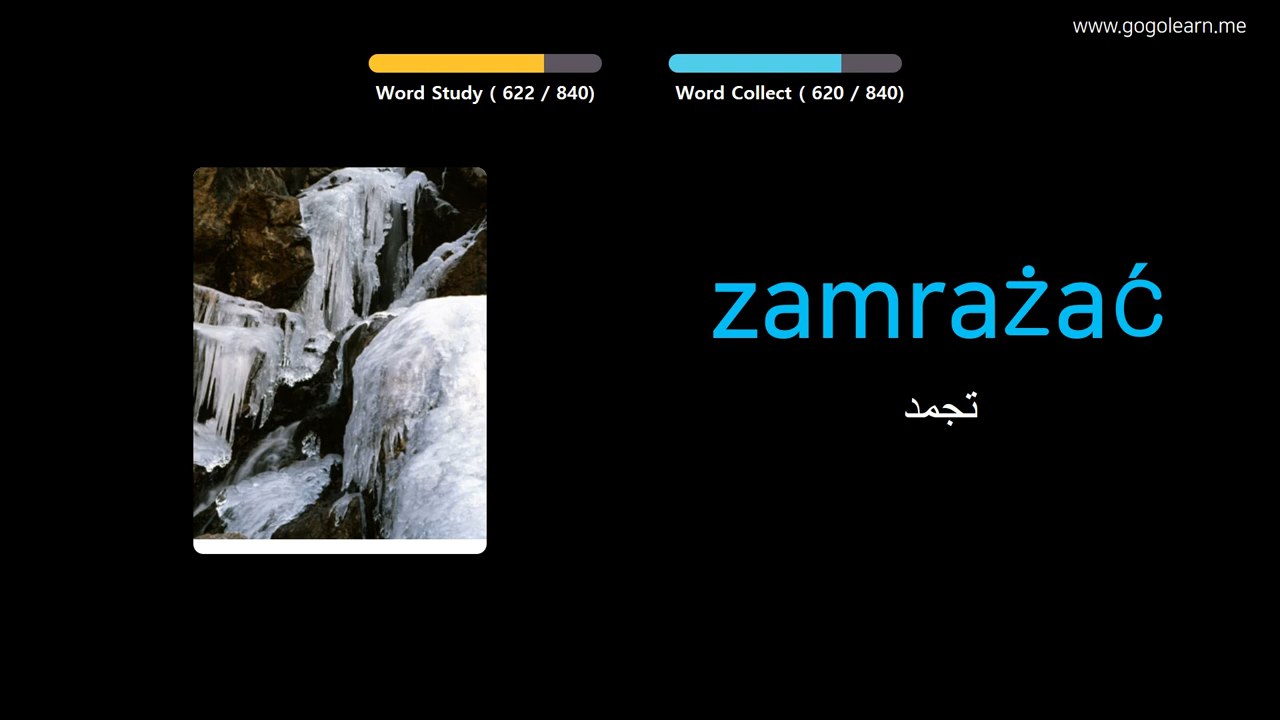 www.gogolearn.me
Word Study ( 622 / 840)
Word Collect ( 620 / 840)
zamrażać
تجمد